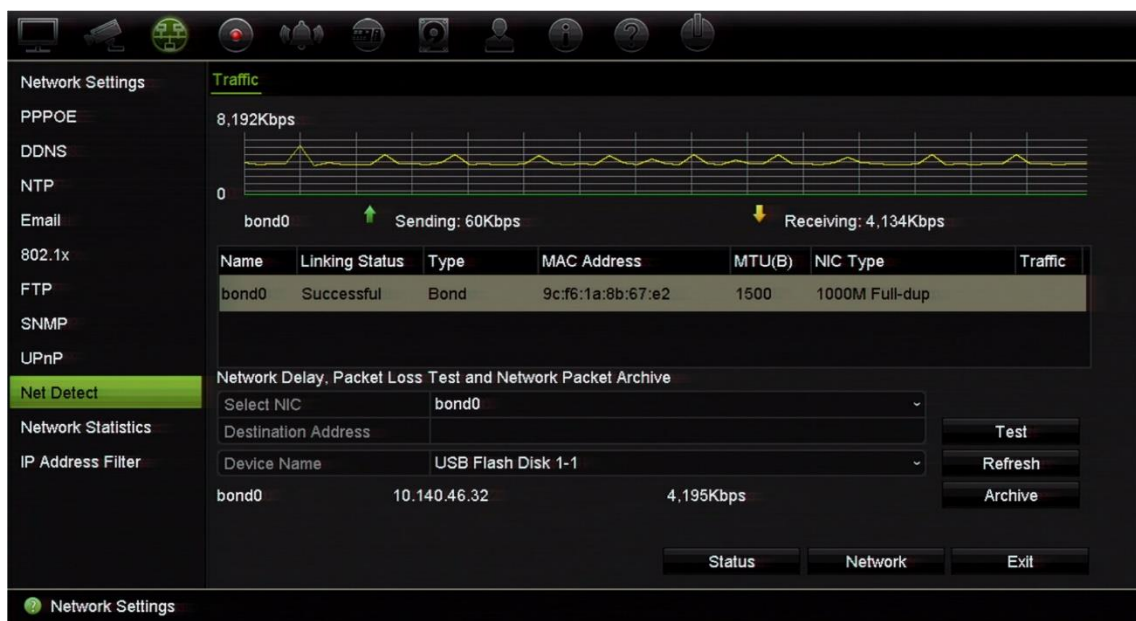 Network Settings
PPPOE
DDNS
NTP
Email
802.1x
FTP
SNMP
UPnP
Net Detect
Network Statistics
IP Address Filter
Traffic
8,192Kbps
0
bond0 Sending: 60Kbps Receiving: 4,134Kbps
Name Linking Status Type MAC Address MTU(B) NIC Type Traffic
bond0 Successful Bond 9c:f6:1a:8b:67:e2 1500 1000M Full-dup
Network Delay, Packet Loss Test and Network Packet Archive
Select NIC bond0
Destination Address Test
Device Name USB Flash Disk 1-1 Refresh
bond0 10.140.46.32 4,195Kbps Archive
Status Network Exit
Network Settings